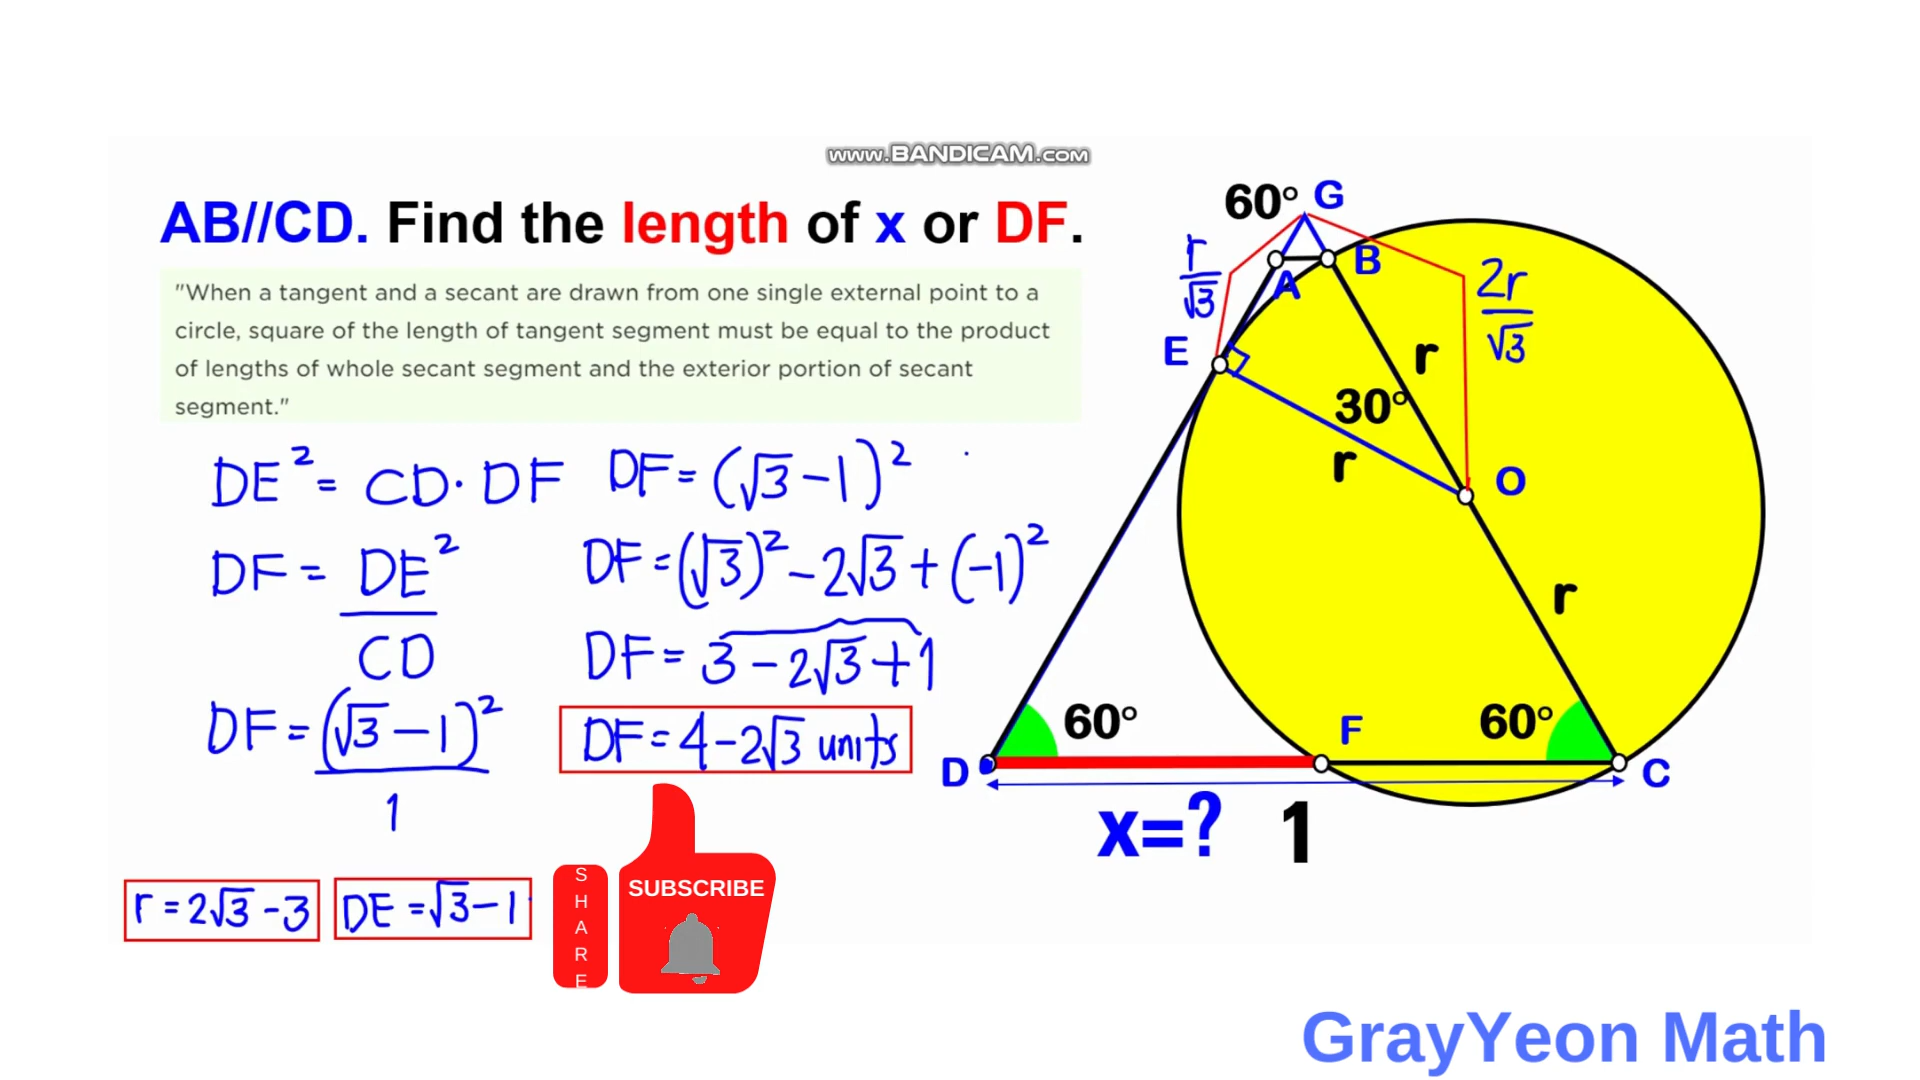 www.BANDICAM.com
AB//CD. Find the length of x or DF.
"When a tangent and a secant are drawn from one single external point to a
circle, square of the length of tangent segment must be equal to the product
of lengths of whole secant segment and the exterior portion of secant
segment."
DE² = CD·DF
DF = DE²/CD
DF = (√3-1)²/1
DF = (√3-1)²
DF = (√3)²-2√3+(-1)²
DF = 3-2√3+1
DF = 4-2√3 units
r = 2√3-3
DE = √3-1
SHARE
SUBSCRIBE
60° G
r/√3
A
B
2r/√3
E
r
30°
r
O
r
60°
60°
F
D
C
x=?
1
GrayYeon Math